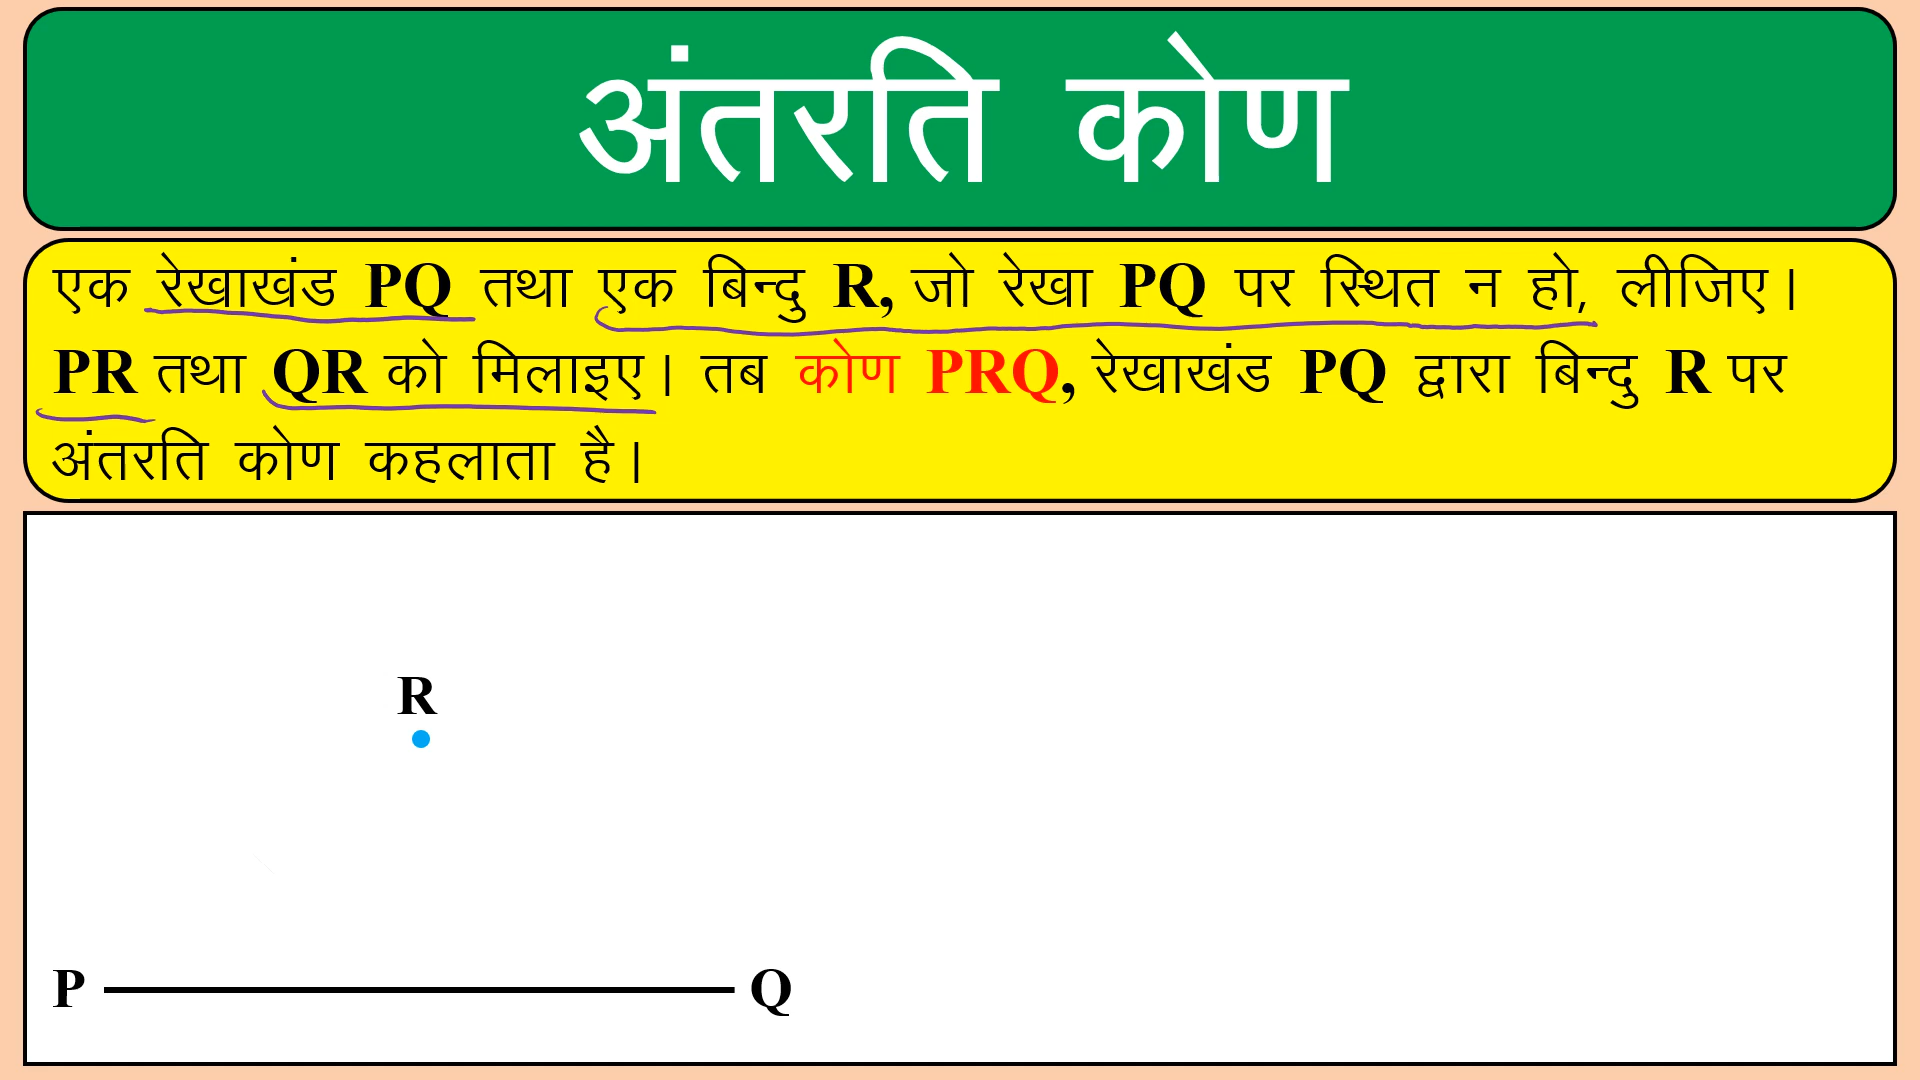 अंतरति कोण
एक रेखाखंड PQ तथा एक बिन्दु R, जो रेखा PQ पर स्थित न हो, लीजिए।
PR तथा QR को मिलाइए। तब कोण PRQ, रेखाखंड PQ द्वारा बिन्दु R पर
अंतरति कोण कहलाता है।
R
P Q